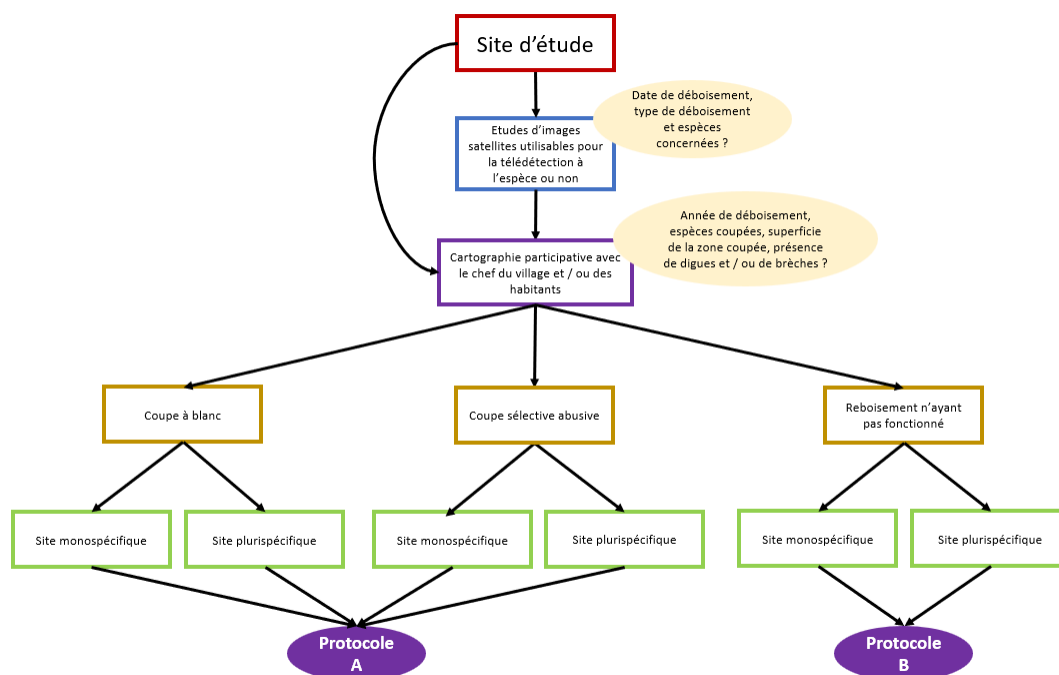 Site d'étude
Date de déboisement,
type de déboisement
et espèces
concernées ?
Etudes d'images
satellites utilisables pour
la télédétection à
l'espèce ou non
Année de déboisement,
espèces coupées, superficie
de la zone coupée, présence
de digues et / ou de brèches ?
Cartographie participative avec
le chef du village et / ou des
habitants
Coupe à blanc
Coupe sélective abusive
Reboisement n'ayant
pas fonctionné
Site monospécifique
Site plurispécifique
Site monospécifique
Site plurispécifique
Site monospécifique
Site plurispécifique
Protocole
A
Protocole
B